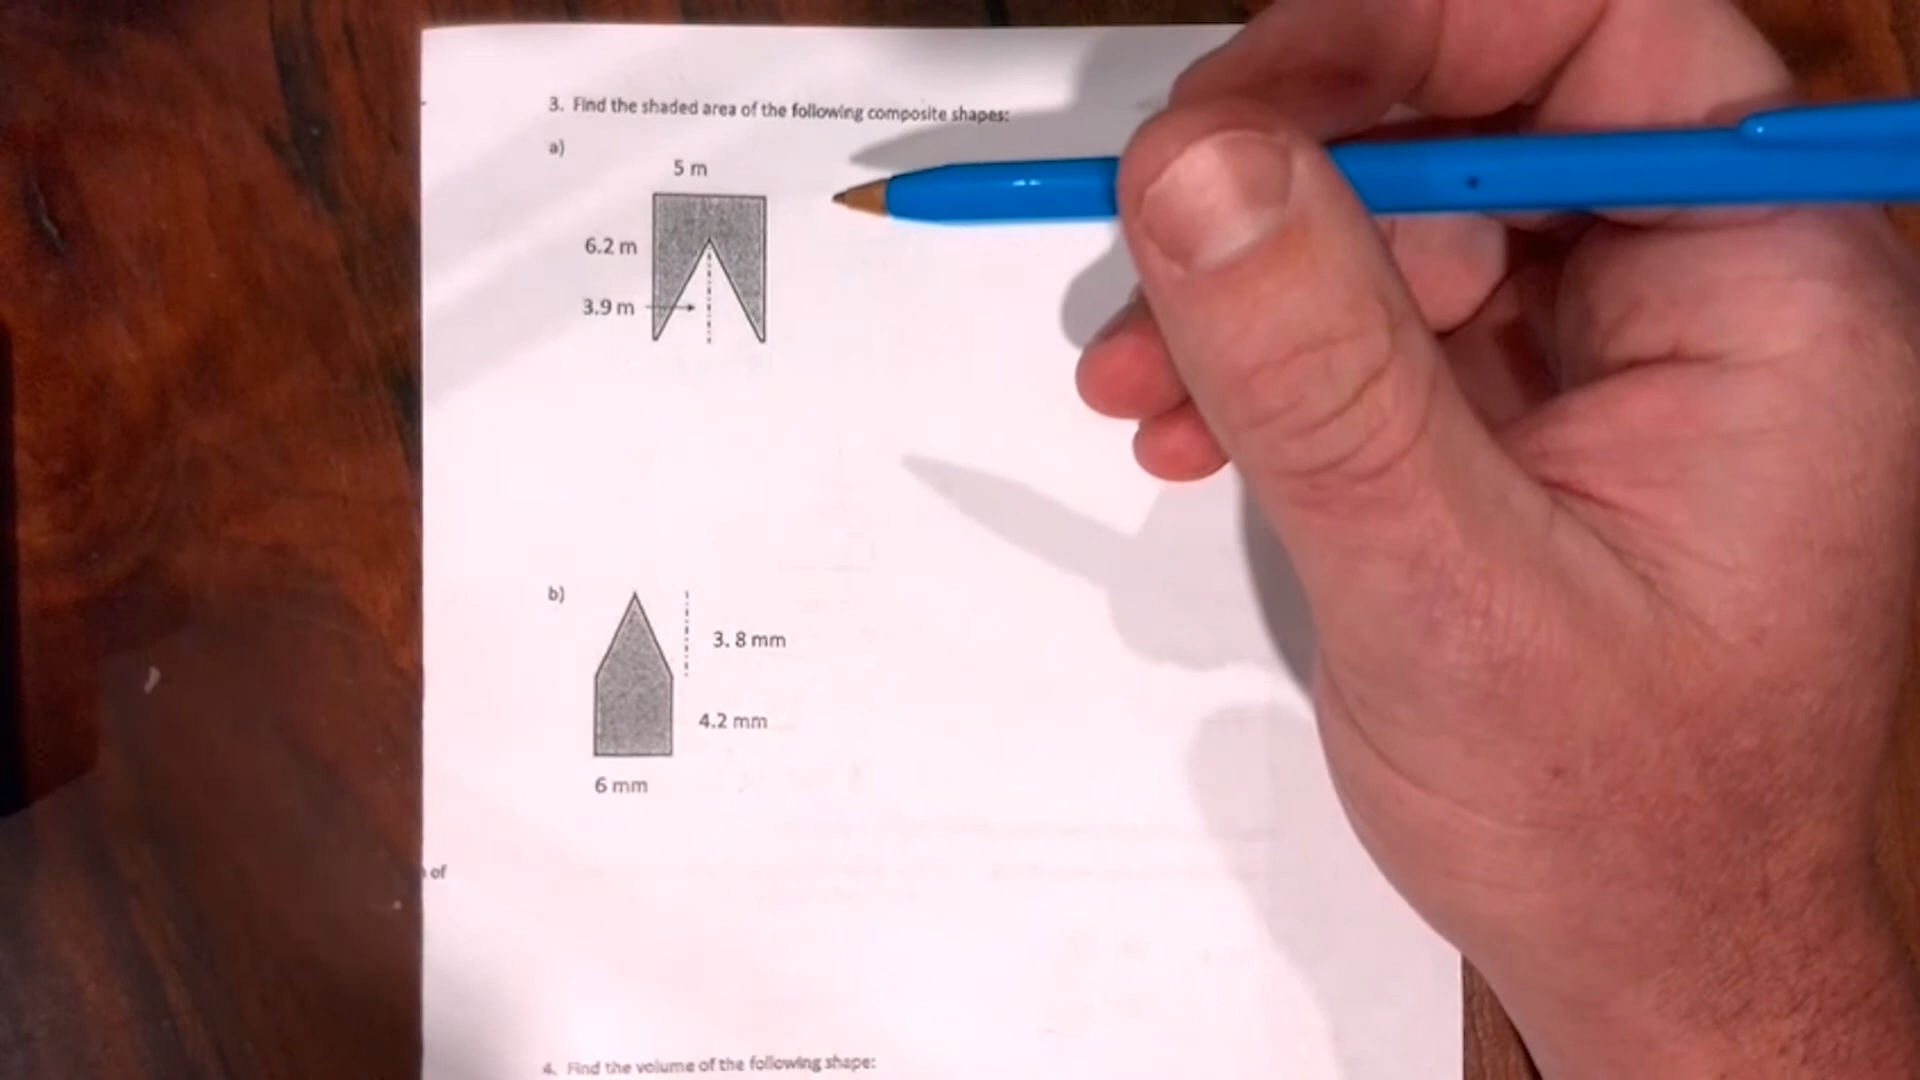 3. Find the shaded area of the following composite shapes:
a)
5 m
6.2 m
3.9 m
b)
3. 8 mm
4.2 mm
6 mm
of
4. Find the volume of the following shape: